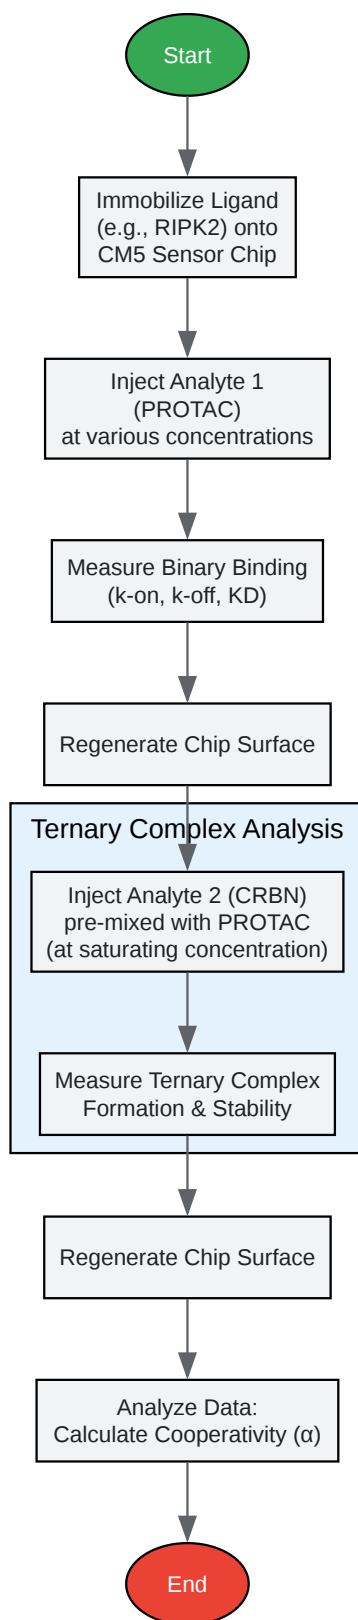 Start
Immobilize Ligand
(e.g., RIPK2) onto
CM5 Sensor Chip
Inject Analyte 1
(PROTAC)
at various concentrations
Measure Binary Binding
(k-on, k-off, KD)
Regenerate Chip Surface
Ternary Complex Analysis
Inject Analyte 2 (CRBN)
pre-mixed with PROTAC
(at saturating concentration)
Measure Ternary Complex
Formation & Stability
Regenerate Chip Surface
Analyze Data:
Calculate Cooperativity (α)
End